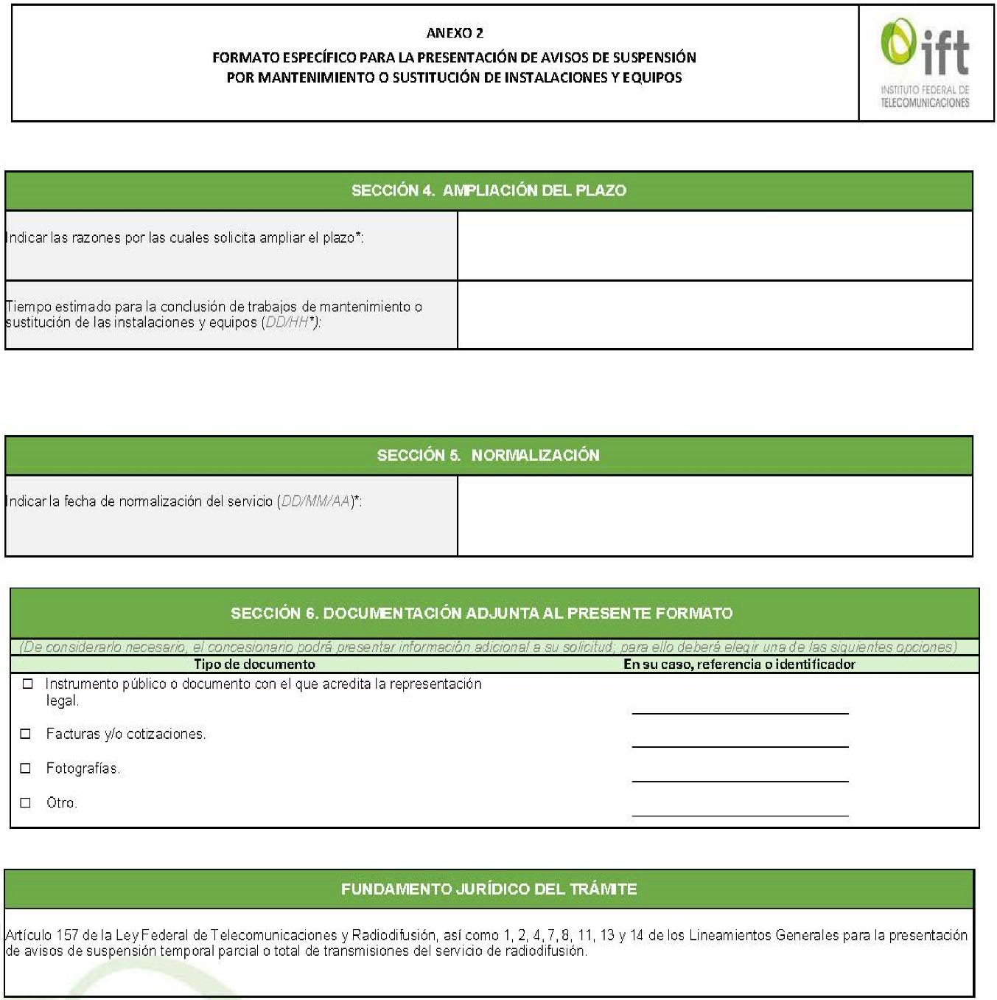 ANEXO 2
FORMATO ESPECÍFICO PARA LA PRESENTACIÓN DE AVISOS DE SUSPENSIÓN
POR MANTENIMIENTO O SUSTITUCIÓN DE INSTALACIONES Y EQUIPOS
ift
INSTITUTO FEDERAL DE
TELECOMUNICACIONES
SECCIÓN 4. AMPLIACIÓN DEL PLAZO
Indicar las razones por las cuales solicita ampliar el plazo*:
Tiempo estimado para la conclusión de trabajos de mantenimiento o
sustitución de las instalaciones y equipos (DD/HH*):
SECCIÓN 5. NORMALIZACIÓN
Indicar la fecha de normalización del servicio (DD/MM/AA)*:
SECCIÓN 6. DOCUMENTACIÓN ADJUNTA AL PRESENTE FORMATO
(De considerarlo necesario, el concesionario podrá presentar información adicional a su solicitud; para ello deberá elegir una de las siguientes opciones)
Tipo de documento En su caso, referencia o identificador
☐ Instrumento público o documento con el que acredita la representación
legal.
☐ Facturas y/o cotizaciones.
☐ Fotografías.
☐ Otro.
FUNDAMENTO JURÍDICO DEL TRÁMITE
Artículo 157 de la Ley Federal de Telecomunicaciones y Radiodifusión, así como 1, 2, 4, 7, 8, 11, 13 y 14 de los Lineamientos Generales para la presentación
de avisos de suspensión temporal parcial o total de transmisiones del servicio de radiodifusión.